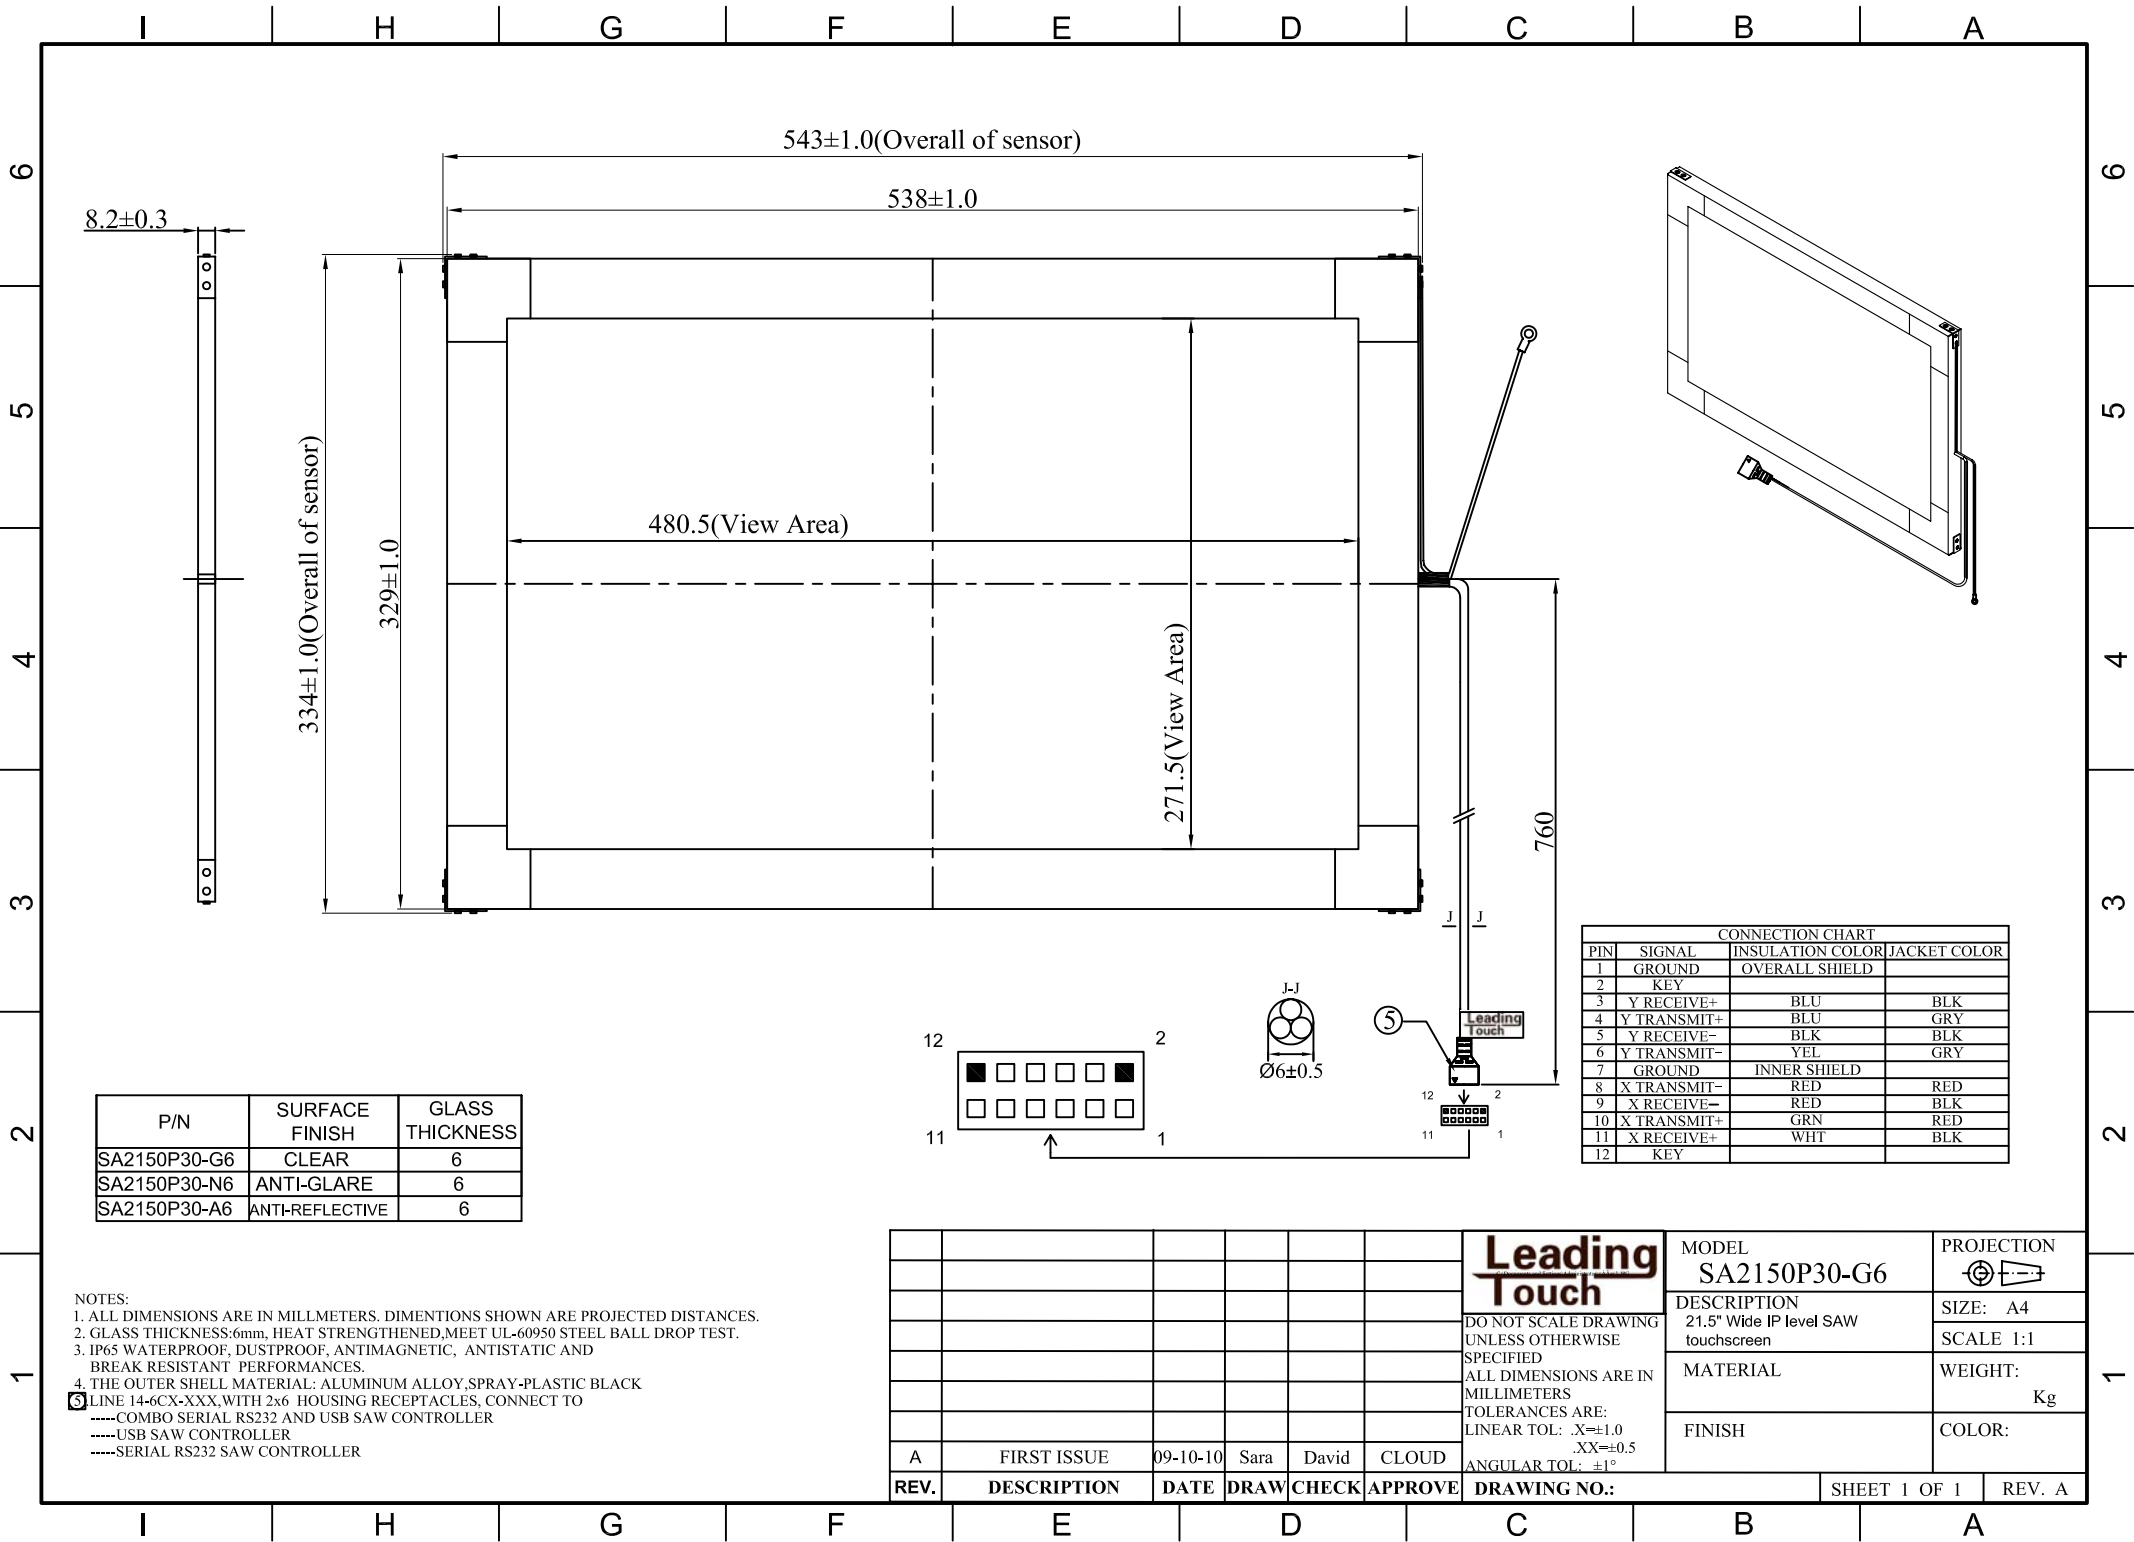 I H G F E D C B A
6 6
5 5
4 4
3 3
2 2
1 1
543±1.0(Overall of sensor)
538±1.0
8.2±0.3
334±1.0(Overall of sensor)
329±1.0
480.5(View Area)
271.5(View Area)
760
J J
J-J
Ø6±0.5
5
Leading
Touch
12 2
11 1
12 2
11 1
CONNECTION CHART
PIN SIGNAL INSULATION COLOR JACKET COLOR
1 GROUND OVERALL SHIELD
2 KEY
3 Y RECEIVE+ BLU BLK
4 Y TRANSMIT+ BLU GRY
5 Y RECEIVE- BLK BLK
6 Y TRANSMIT- YEL GRY
7 GROUND INNER SHIELD
8 X TRANSMIT- RED RED
9 X RECEIVE- RED BLK
10 X TRANSMIT+ GRN RED
11 X RECEIVE+ WHT BLK
12 KEY
P/N SURFACE FINISH GLASS THICKNESS
SA2150P30-G6 CLEAR 6
SA2150P30-N6 ANTI-GLARE 6
SA2150P30-A6 ANTI-REFLECTIVE 6
NOTES:
1. ALL DIMENSIONS ARE IN MILLMETERS. DIMENTIONS SHOWN ARE PROJECTED DISTANCES.
2. GLASS THICKNESS:6mm, HEAT STRENGTHENED,MEET UL-60950 STEEL BALL DROP TEST.
3. IP65 WATERPROOF, DUSTPROOF, ANTIMAGNETIC, ANTISTATIC AND
BREAK RESISTANT PERFORMANCES.
4. THE OUTER SHELL MATERIAL: ALUMINUM ALLOY,SPRAY-PLASTIC BLACK
5.LINE 14-6CX-XXX,WITH 2x6 HOUSING RECEPTACLES, CONNECT TO
-----COMBO SERIAL RS232 AND USB SAW CONTROLLER
-----USB SAW CONTROLLER
-----SERIAL RS232 SAW CONTROLLER
A FIRST ISSUE 09-10-10 Sara David CLOUD
REV. DESCRIPTION DATE DRAW CHECK APPROVE
Leading
Touch
DO NOT SCALE DRAWING
UNLESS OTHERWISE
SPECIFIED
ALL DIMENSIONS ARE IN
MILLIMETERS
TOLERANCES ARE:
LINEAR TOL: .X=±1.0
.XX=±0.5
ANGULAR TOL: ±1°
DRAWING NO.:
MODEL
SA2150P30-G6
DESCRIPTION
21.5" Wide IP level SAW
touchscreen
MATERIAL
FINISH
PROJECTION
SIZE: A4
SCALE 1:1
WEIGHT:
Kg
COLOR:
SHEET 1 OF 1
REV. A
I H G F E D C B A